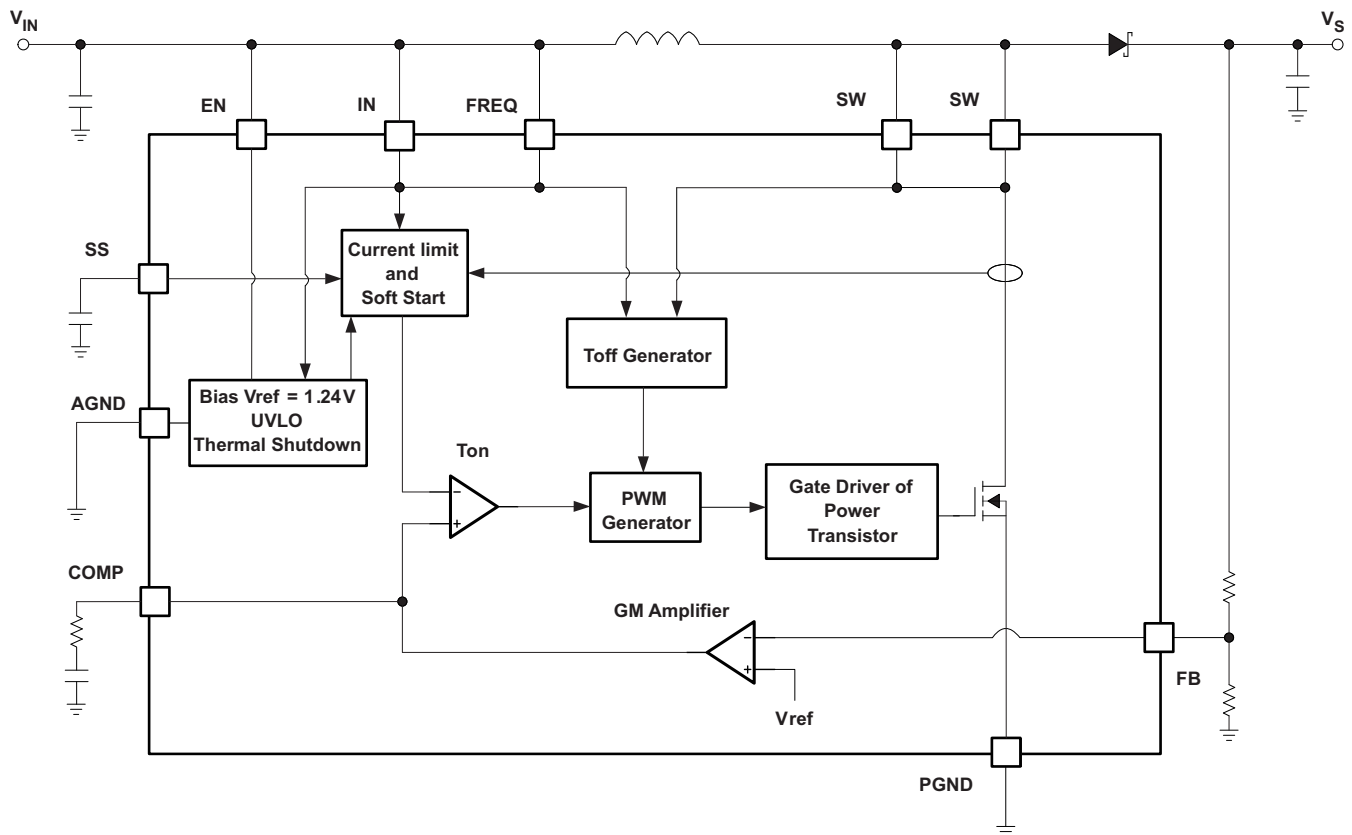 VIN
VS
EN
IN
FREQ
SW
SW
SS
Current limit
and
Soft Start
Toff Generator
AGND
Bias Vref = 1.24V
UVLO
Thermal Shutdown
Ton
−
+
PWM
Generator
Gate Driver of
Power
Transistor
COMP
GM Amplifier
−
+
FB
Vref
PGND